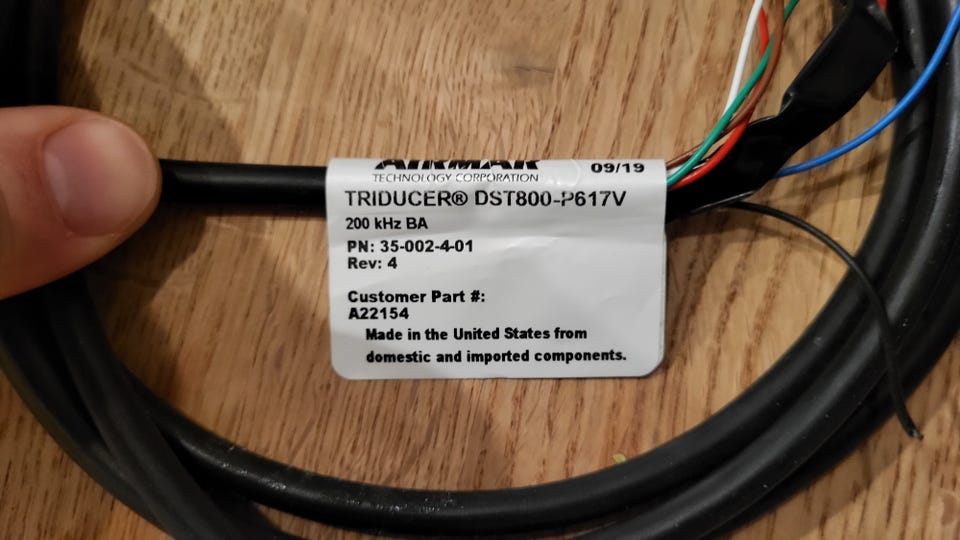 AIRMAR 09/19
TECHNOLOGY CORPORATION
TRIDUCER® DST800-P617V
200 kHz BA
PN: 35-002-4-01
Rev: 4
Customer Part #:
A22154
Made in the United States from
domestic and imported components.